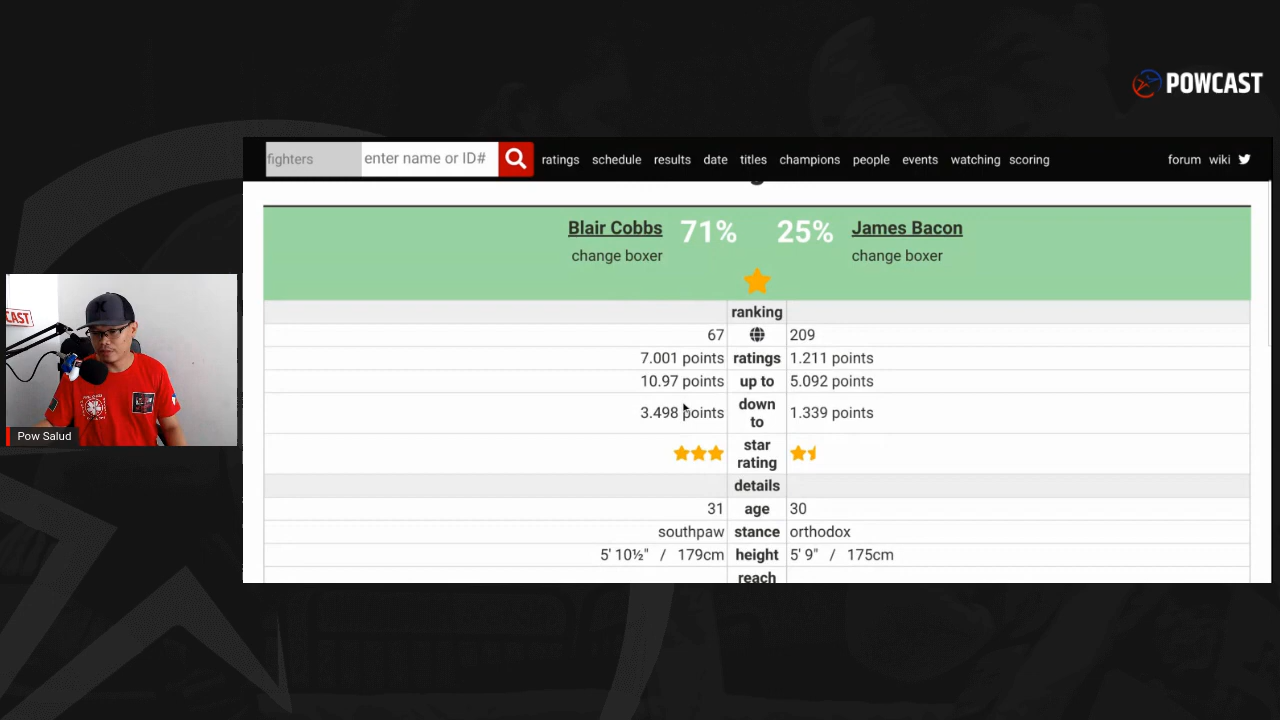 POWCAST
fighters enter name or ID# ratings schedule results date titles champions people events watching scoring forum wiki
Blair Cobbs 71% 25% James Bacon
change boxer change boxer
ranking
67 209
7.001 points ratings 1.211 points
10.97 points up to 5.092 points
3.498 points down to 1.339 points
star rating
details
31 age 30
southpaw stance orthodox
5' 10½" / 179cm height 5' 9" / 175cm
reach
CAST
Pow Salud